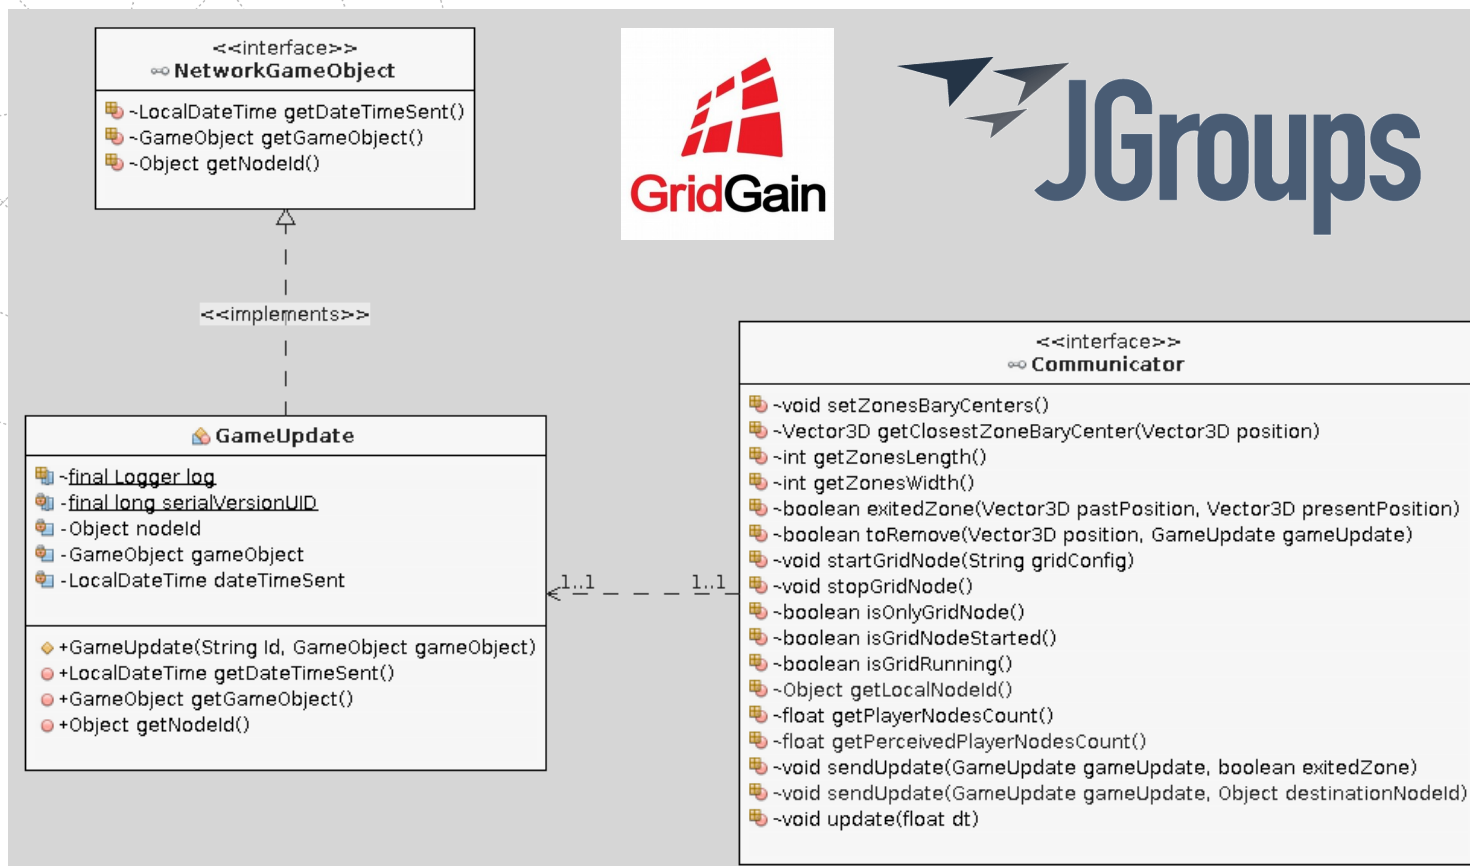 <<interface>>
NetworkGameObject
~LocalDateTime getDateTimeSent()
~GameObject getGameObject()
~Object getNodeId()
GridGain
JGroups
<<implements>>
GameUpdate
~final Logger log
-final long serialVersionUID
-Object nodeId
-GameObject gameObject
-LocalDateTime dateTimeSent
+GameUpdate(String Id, GameObject gameObject)
+LocalDateTime getDateTimeSent()
+GameObject getGameObject()
+Object getNodeId()
1..1 1..1
<<interface>>
Communicator
~void setZonesBaryCenters()
~Vector3D getClosestZoneBaryCenter(Vector3D position)
~int getZonesLength()
~int getZonesWidth()
~boolean exitedZone(Vector3D pastPosition, Vector3D presentPosition)
~boolean toRemove(Vector3D position, GameUpdate gameUpdate)
~void startGridNode(String gridConfig)
~void stopGridNode()
~boolean isOnlyGridNode()
~boolean isGridNodeStarted()
~boolean isGridRunning()
~Object getLocalNodeId()
~float getPlayerNodesCount()
~float getPerceivedPlayerNodesCount()
~void sendUpdate(GameUpdate gameUpdate, boolean exitedZone)
~void sendUpdate(GameUpdate gameUpdate, Object destinationNodeId)
~void update(float dt)